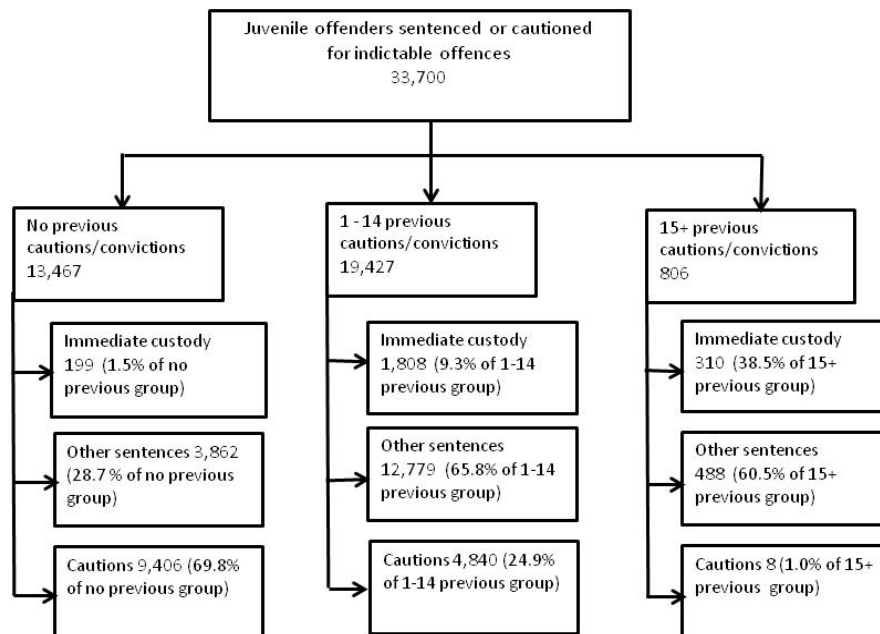 Juvenile offenders sentenced or cautioned
for indictable offences
33,700
No previous
cautions/convictions
13,467
Immediate custody
199 (1.5% of no
previous group)
Other sentences 3,862
(28.7% of no previous
group)
Cautions 9,406 (69.8%
of no previous group)
1 - 14 previous
cautions/convictions
19,427
Immediate custody
1,808 (9.3% of 1-14
previous group)
Other sentences
12,779 (65.8% of 1-14
previous group)
Cautions 4,840 (24.9%
of 1-14 previous group)
15+ previous
cautions/convictions
806
Immediate custody
310 (38.5% of 15+
previous group)
Other sentences
488 (60.5% of 15+
previous group)
Cautions 8 (1.0% of 15+
previous group)